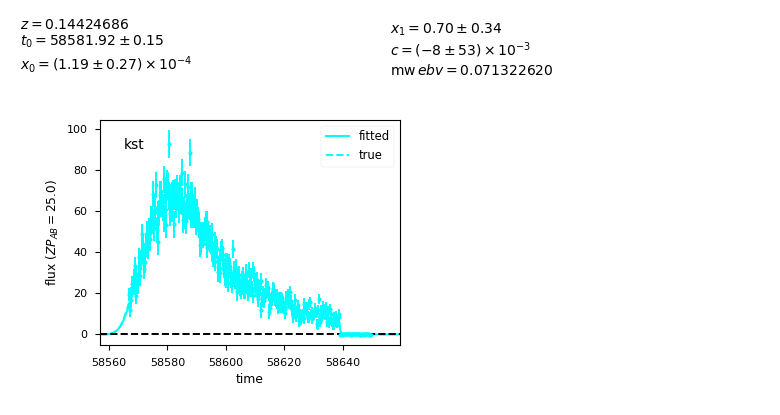 z = 0.14424686
t₀ = 58581.92 ± 0.15
x₀ = (1.19 ± 0.27) × 10⁻⁴
x₁ = 0.70 ± 0.34
c = (−8 ± 53) × 10⁻³
mw ebv = 0.071322620
kst
fitted
true
100
80
60
40
20
0
flux (ZP_AB = 25.0)
58560 58580 58600 58620 58640
time